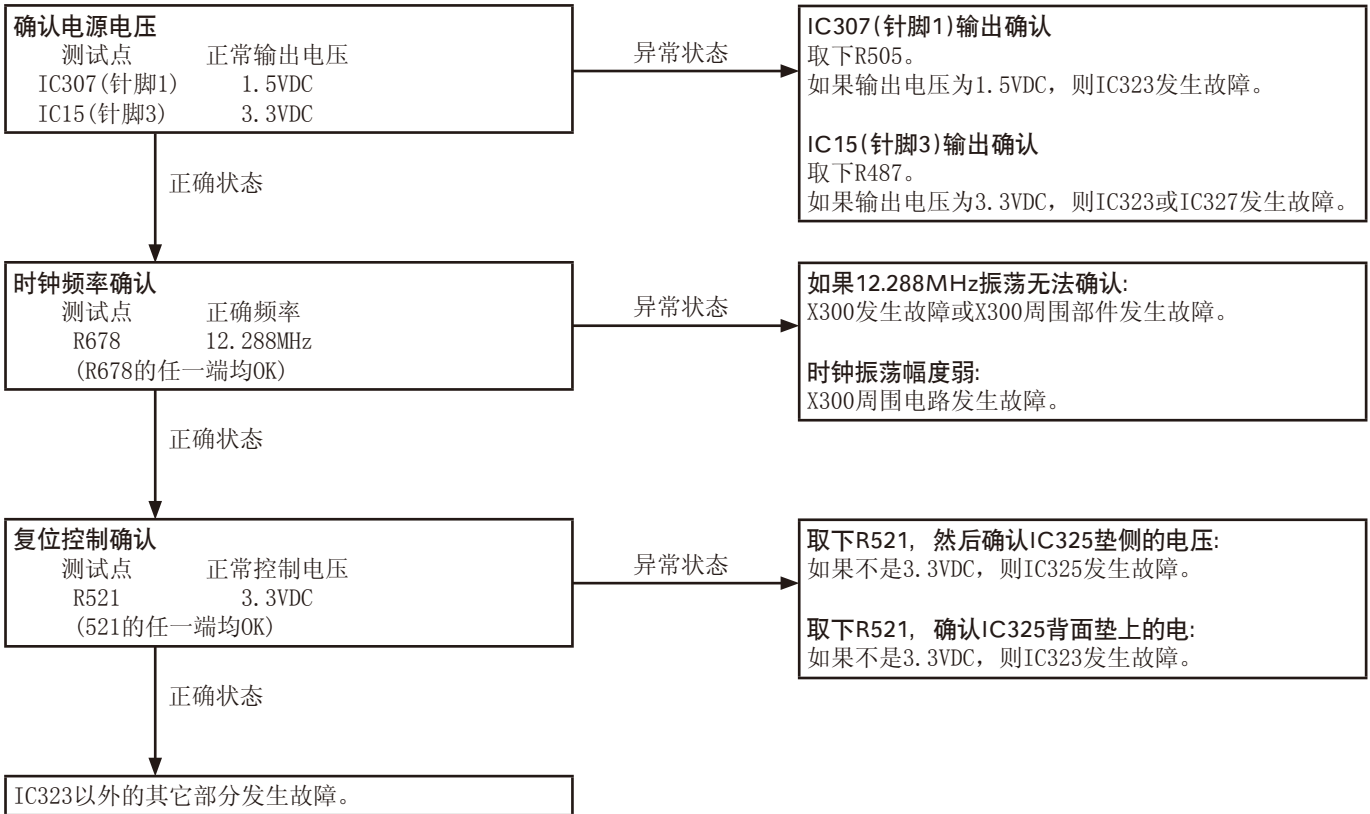 确认电源电压
测试点 正常输出电压
IC307(针脚1) 1.5VDC
IC15(针脚3) 3.3VDC
异常状态
IC307(针脚1)输出确认
取下R505。
如果输出电压为1.5VDC，则IC323发生故障。
IC15(针脚3)输出确认
取下R487。
如果输出电压为3.3VDC，则IC323或IC327发生故障。
正确状态
时钟频率确认
测试点 正确频率
R678 12.288MHz
(R678的任一端均OK)
异常状态
如果12.288MHz振荡无法确认:
X300发生故障或X300周围部件发生故障。
时钟振荡幅度弱:
X300周围电路发生故障。
正确状态
复位控制确认
测试点 正常控制电压
R521 3.3VDC
(521的任一端均OK)
异常状态
取下R521，然后确认IC325垫侧的电压:
如果不是3.3VDC，则IC325发生故障。
取下R521，确认IC325背面垫上的电:
如果不是3.3VDC，则IC323发生故障。
正确状态
IC323以外的其它部分发生故障。